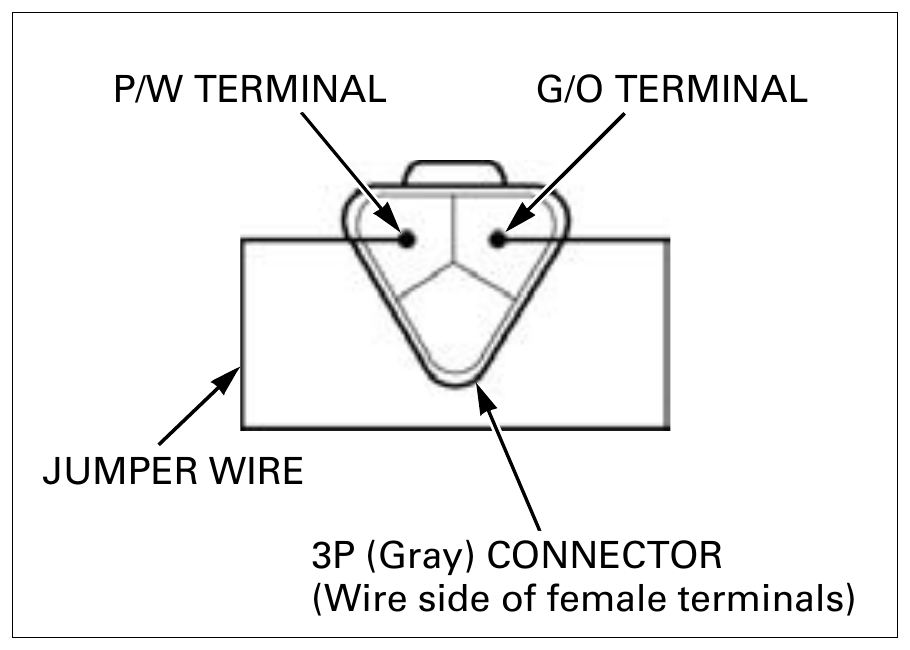 P/W TERMINAL
G/O TERMINAL
JUMPER WIRE
3P (Gray) CONNECTOR
(Wire side of female terminals)